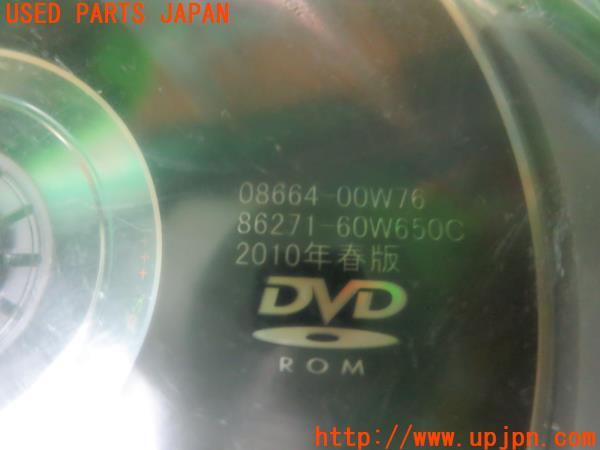 USED PARTS JAPAN
08664-00W76
86271-60W650C
2010年春版
DVD
ROM
http://www.upjpn.com